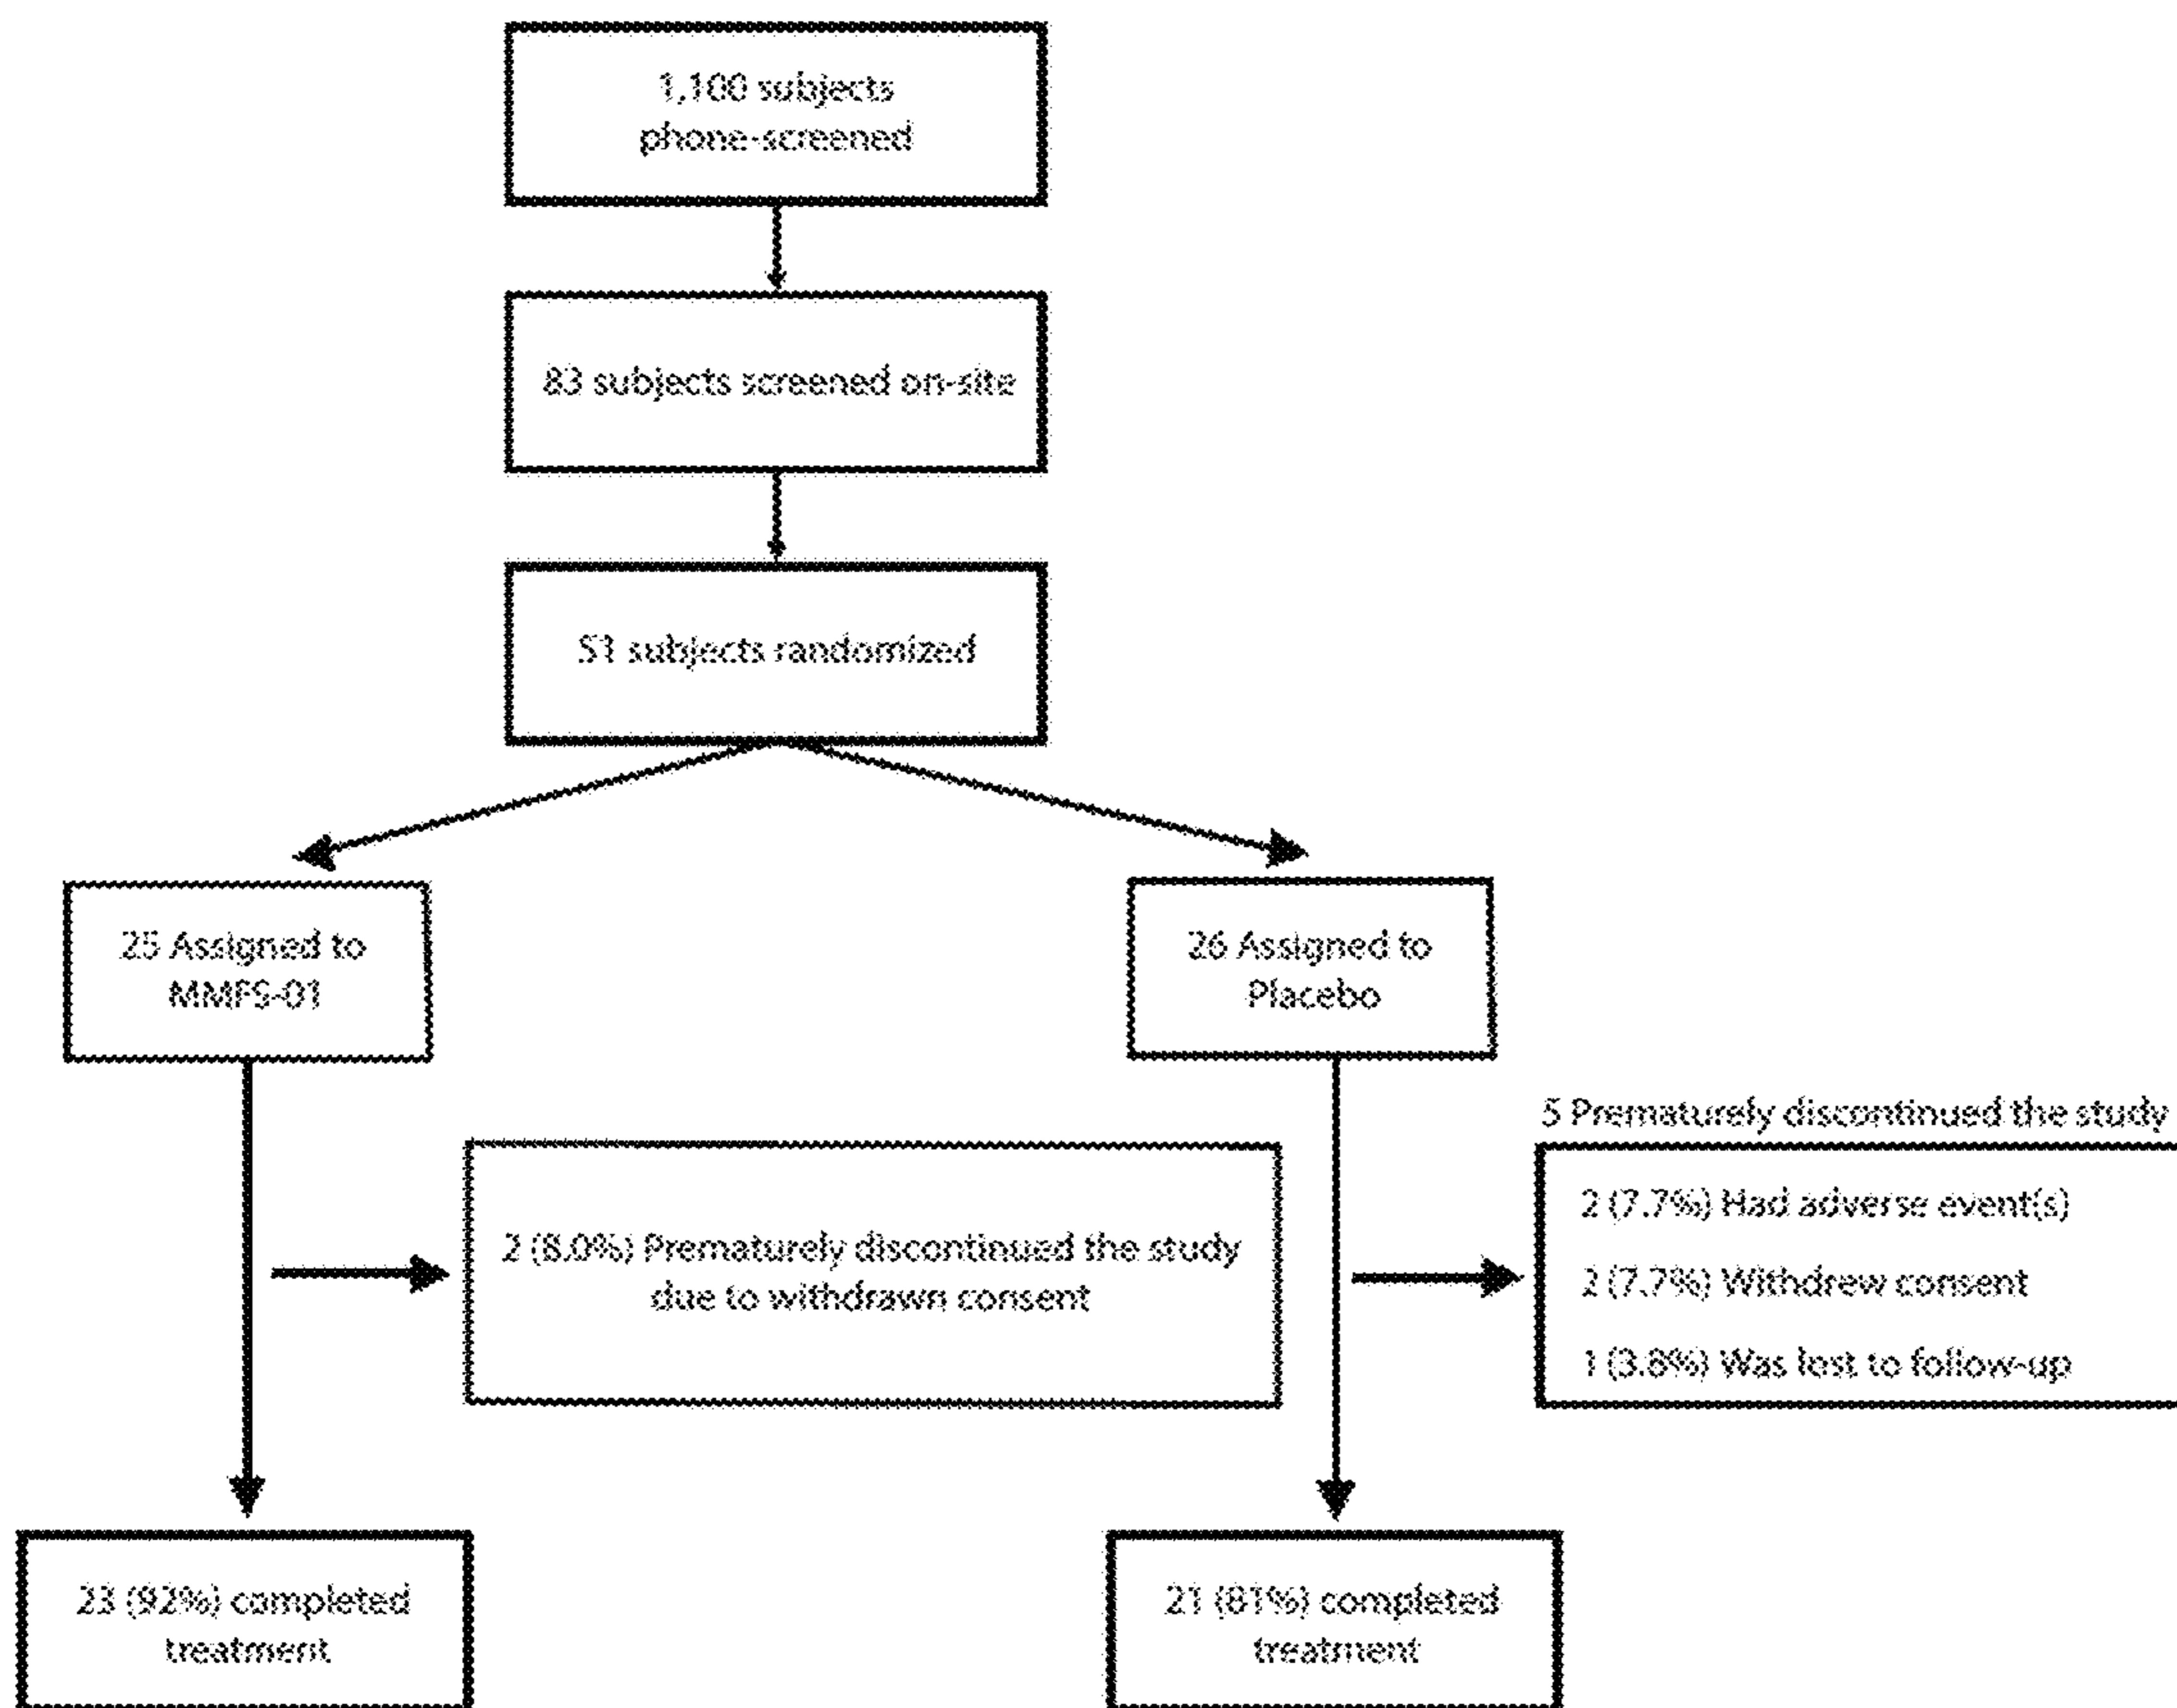 1,100 subjects
phone-screened
83 subjects screened on-site
51 subjects randomized
25 Assigned to
MMFS-01
26 Assigned to
Placebo
5 Prematurely discontinued the study
2 (8.0%) Prematurely discontinued the study
due to withdrawn consent
2 (7.7%) Had adverse event(s)
2 (7.7%) Withdrew consent
1 (3.8%) Was lost to follow-up
23 (92%) completed
treatment
21 (81%) completed
treatment